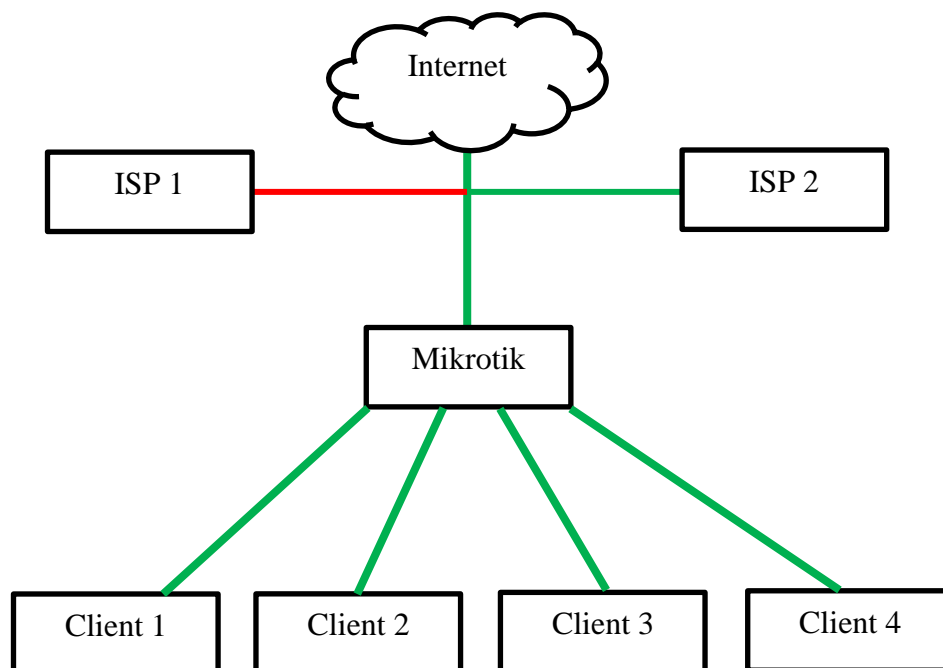 Internet
ISP 1
ISP 2
Mikrotik
Client 1
Client 2
Client 3
Client 4